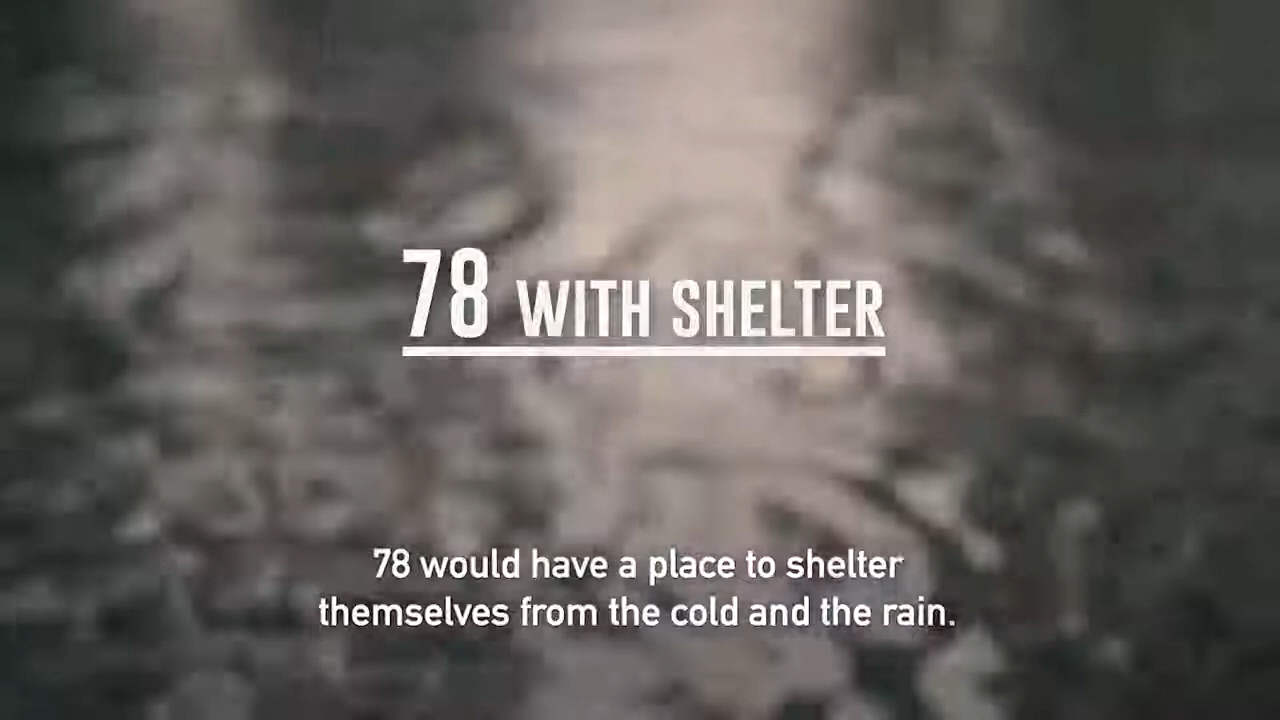 78 WITH SHELTER
78 would have a place to shelter
themselves from the cold and the rain.